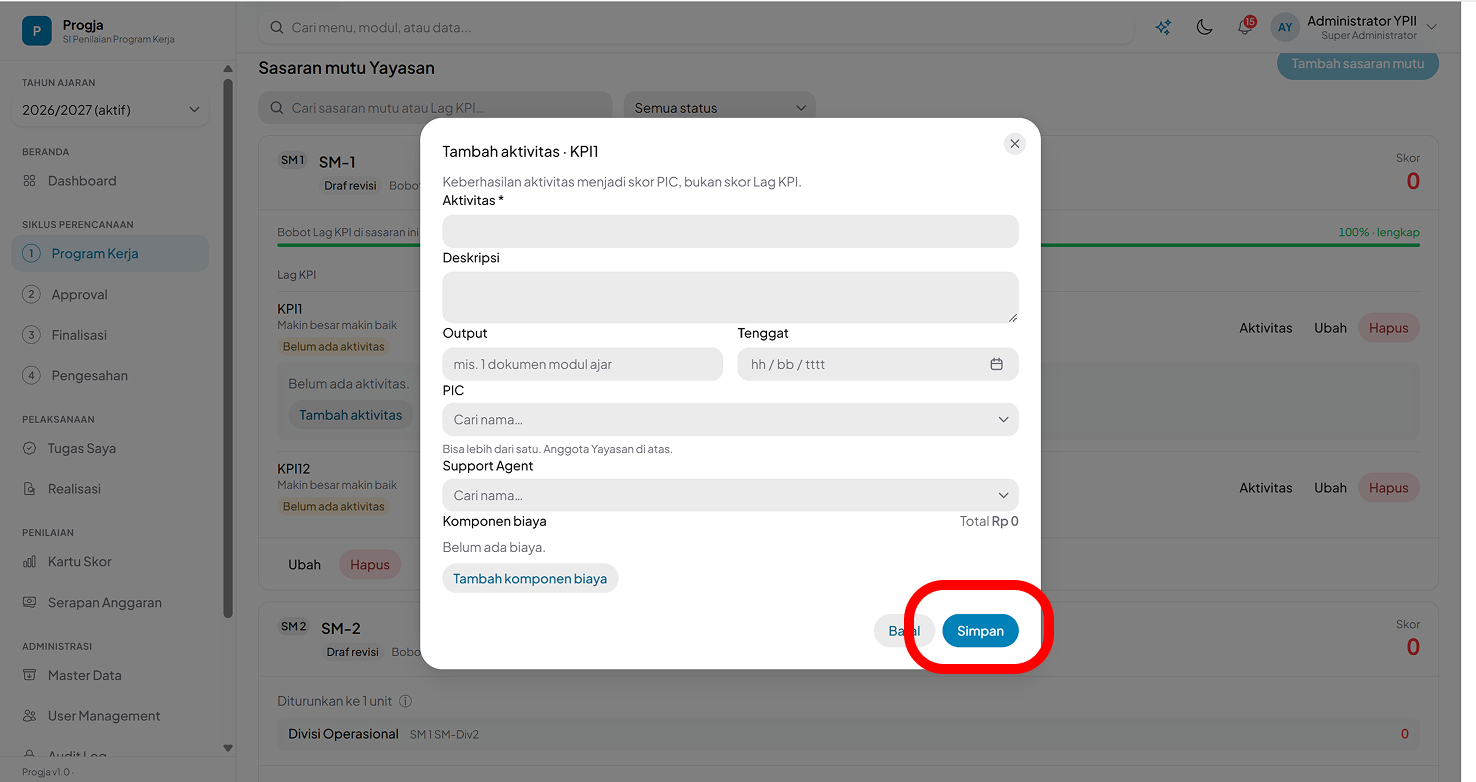 P
Progja
SI Penilaian Program Kerja
Cari menu, modul, atau data...
15
AY
Administrator YPII
Super Administrator
TAHUN AJARAN
2026/2027 (aktif)
BERANDA
Dashboard
SIKLUS PERENCANAAN
1 Program Kerja
2 Approval
3 Finalisasi
4 Pengesahan
PELAKSANAAN
Tugas Saya
Realisasi
PENILAIAN
Kartu Skor
Serapan Anggaran
ADMINISTRASI
Master Data
User Management
Audit Log
Progja v1.0 ·
Sasaran mutu Yayasan
Tambah sasaran mutu
Cari sasaran mutu atau Lag KPI...
Semua status
SM 1 SM-1
Draf revisi Bobo
Skor
0
Bobot Lag KPI di sasaran ini
100% · lengkap
Lag KPI
KPI1
Makin besar makin baik
Belum ada aktivitas
Aktivitas Ubah Hapus
Belum ada aktivitas.
Tambah aktivitas
KPI12
Makin besar makin baik
Belum ada aktivitas
Aktivitas Ubah Hapus
Ubah Hapus
SM 2 SM-2
Draf revisi Bobo
Skor
0
Diturunkan ke 1 unit
Divisi Operasional SM 1 SM-Div2
0
Tambah aktivitas · KPI1
Keberhasilan aktivitas menjadi skor PIC, bukan skor Lag KPI.
Aktivitas *
Deskripsi
Output Tenggat
mis. 1 dokumen modul ajar hh / bb / tttt
PIC
Cari nama...
Bisa lebih dari satu. Anggota Yayasan di atas.
Support Agent
Cari nama...
Komponen biaya Total Rp 0
Belum ada biaya.
Tambah komponen biaya
Batal Simpan